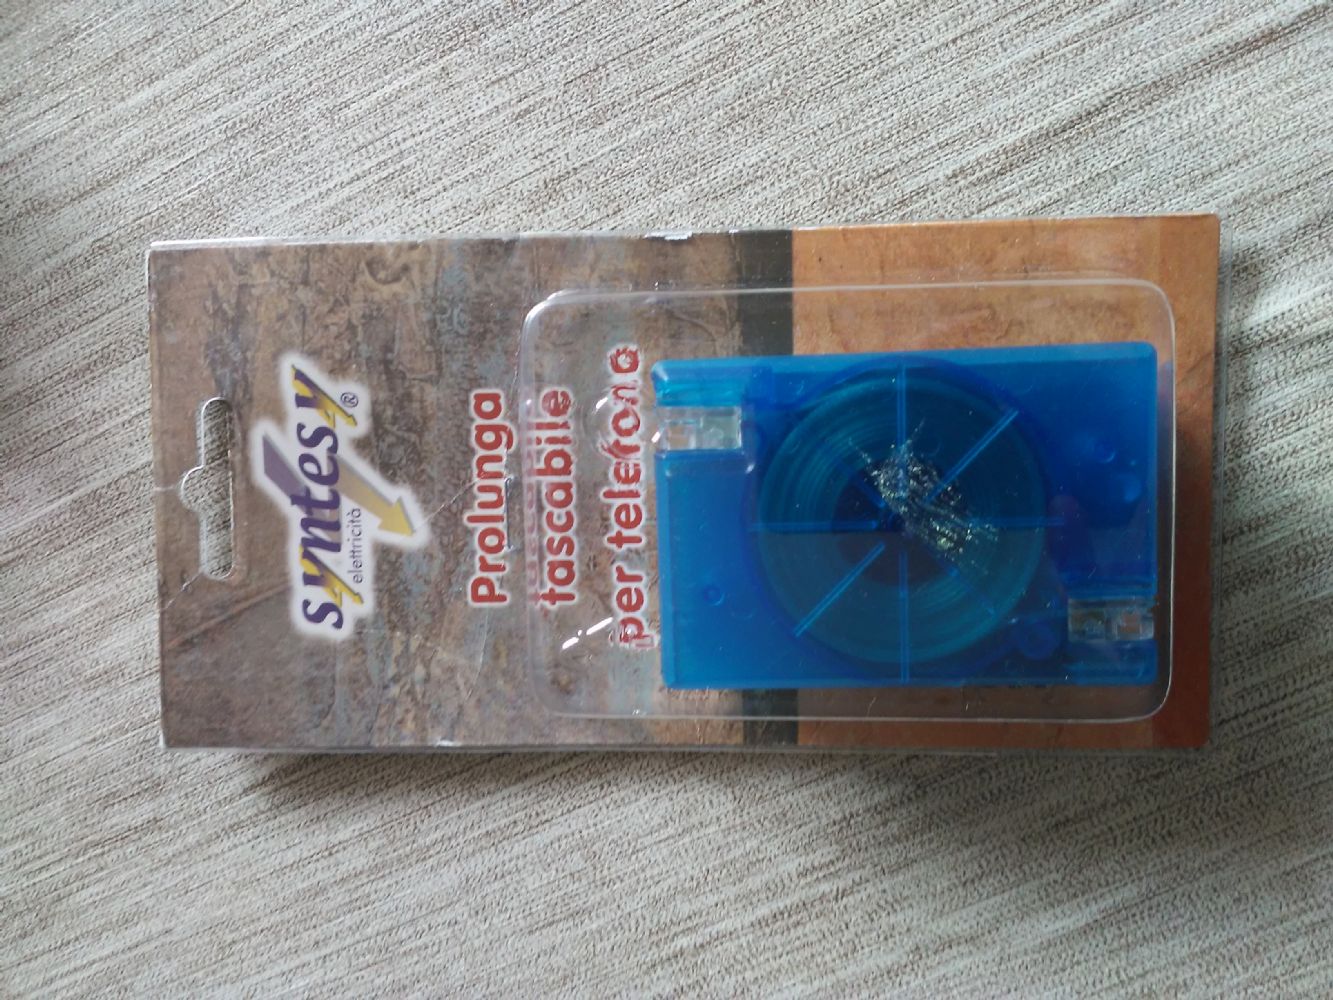 syntesy®
elettricità
Prolunga
tascabile
per telefono